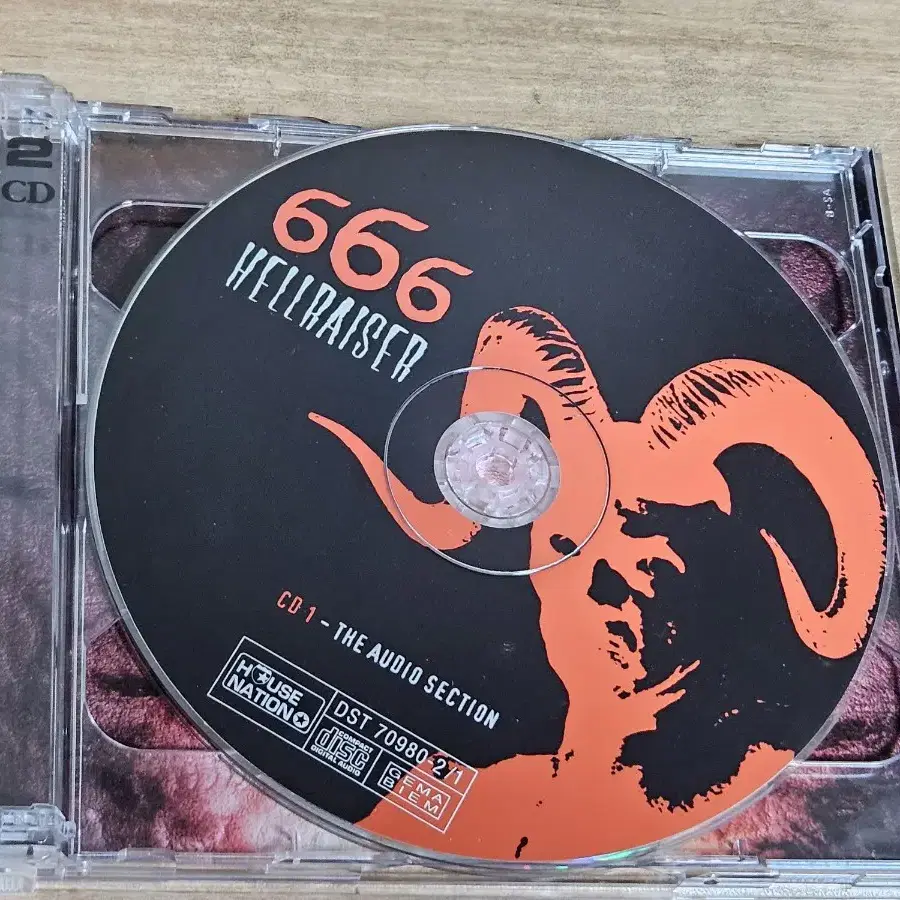 2
CD
666
HELLRAISER
CD 1 – THE AUDIO SECTION
HOUSE
NATION
DST 70980-2/1
COMPACT
disc
DIGITAL AUDIO
GEMA
BIEM